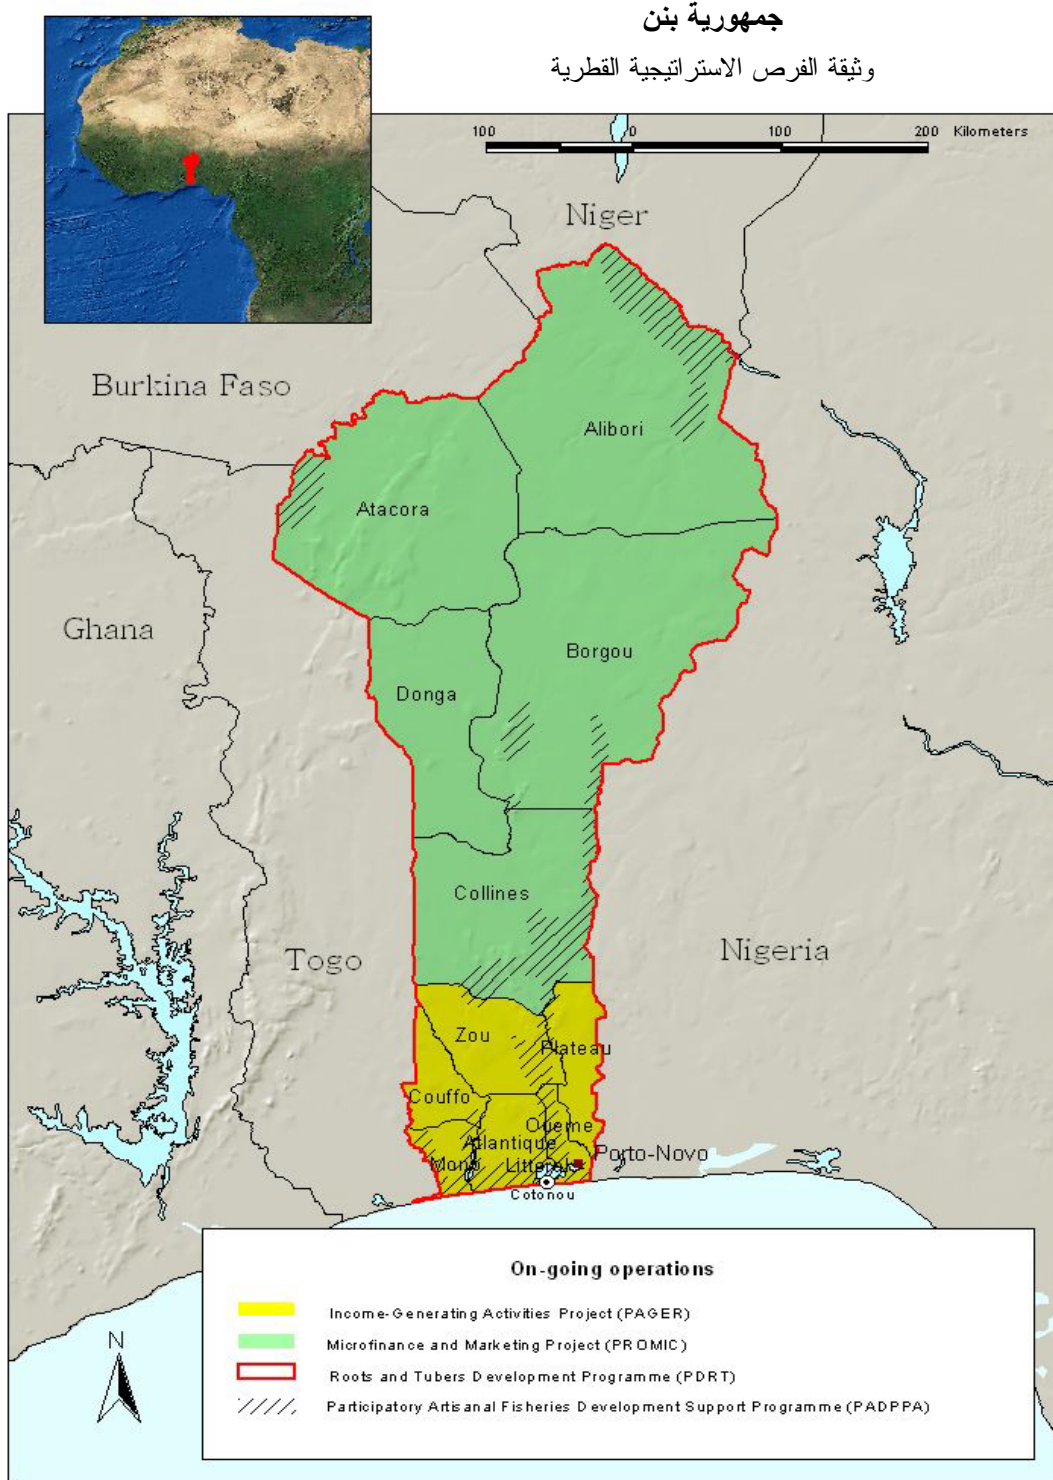 جمهورية بنن
وثيقة الفرص الاستراتيجية القطرية
100 0 100 200 Kilometers
Niger
Burkina Faso
Alibori
Atacora
Ghana
Borgou
Donga
Collines
Togo
Nigeria
Zou
Plateau
Couffo
Oueme
Atlantique
Porto-Novo
Mono
Littoral
Cotonou
On-going operations
Income-Generating Activities Project (PAGER)
Microfinance and Marketing Project (PROMIC)
N
Roots and Tubers Development Programme (PDRT)
Participatory Artisanal Fisheries Development Support Programme (PADPPA)